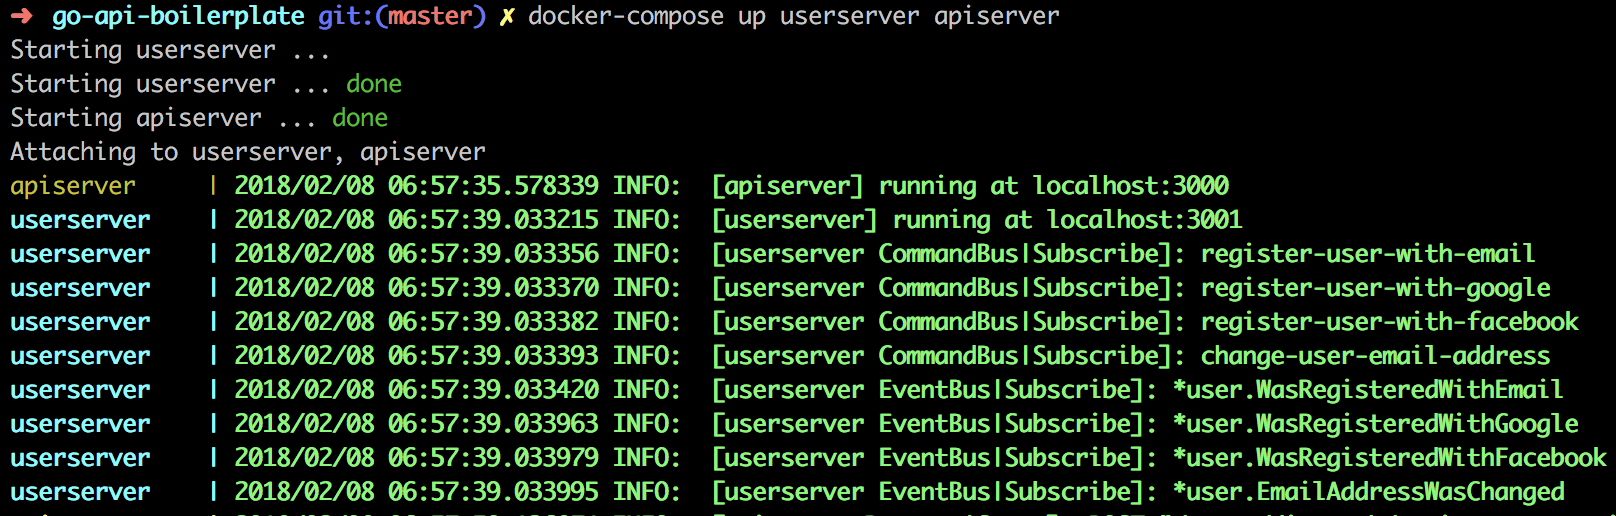 ➜ go-api-boilerplate git:(master) ✗ docker-compose up userserver apiserver
Starting userserver ...
Starting userserver ... done
Starting apiserver ... done
Attaching to userserver, apiserver
apiserver | 2018/02/08 06:57:35.578339 INFO: [apiserver] running at localhost:3000
userserver | 2018/02/08 06:57:39.033215 INFO: [userserver] running at localhost:3001
userserver | 2018/02/08 06:57:39.033356 INFO: [userserver CommandBus|Subscribe]: register-user-with-email
userserver | 2018/02/08 06:57:39.033370 INFO: [userserver CommandBus|Subscribe]: register-user-with-google
userserver | 2018/02/08 06:57:39.033382 INFO: [userserver CommandBus|Subscribe]: register-user-with-facebook
userserver | 2018/02/08 06:57:39.033393 INFO: [userserver CommandBus|Subscribe]: change-user-email-address
userserver | 2018/02/08 06:57:39.033420 INFO: [userserver EventBus|Subscribe]: *user.WasRegisteredWithEmail
userserver | 2018/02/08 06:57:39.033963 INFO: [userserver EventBus|Subscribe]: *user.WasRegisteredWithGoogle
userserver | 2018/02/08 06:57:39.033979 INFO: [userserver EventBus|Subscribe]: *user.WasRegisteredWithFacebook
userserver | 2018/02/08 06:57:39.033995 INFO: [userserver EventBus|Subscribe]: *user.EmailAddressWasChanged